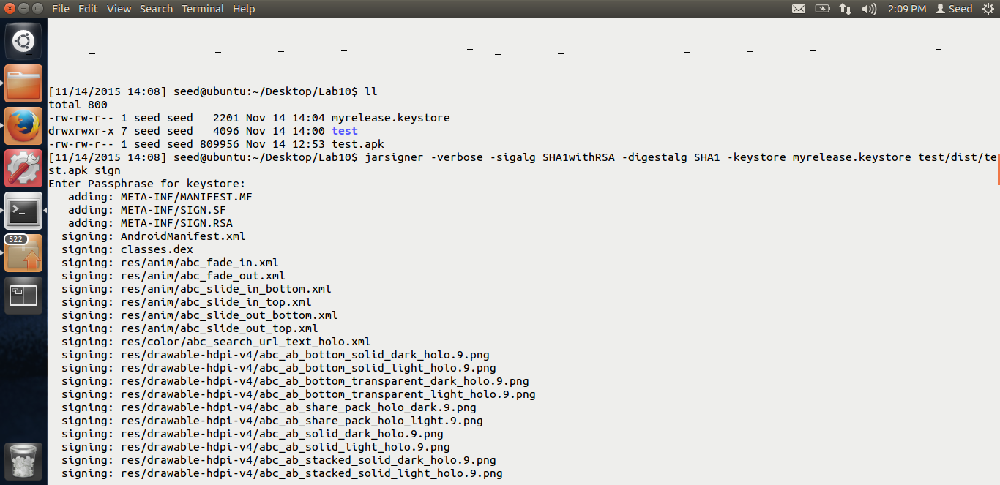 File Edit View Search Terminal Help 2:09 PM Seed
[11/14/2015 14:08] seed@ubuntu:~/Desktop/Lab10$ ll
total 800
-rw-rw-r-- 1 seed seed   2201 Nov 14 14:04 myrelease.keystore
drwxrwxr-x 7 seed seed   4096 Nov 14 14:00 test
-rw-rw-r-- 1 seed seed 809956 Nov 14 12:53 test.apk
[11/14/2015 14:08] seed@ubuntu:~/Desktop/Lab10$ jarsigner -verbose -sigalg SHA1withRSA -digestalg SHA1 -keystore myrelease.keystore test/dist/te
st.apk sign
Enter Passphrase for keystore:
   adding: META-INF/MANIFEST.MF
   adding: META-INF/SIGN.SF
   adding: META-INF/SIGN.RSA
  signing: AndroidManifest.xml
  signing: classes.dex
  signing: res/anim/abc_fade_in.xml
  signing: res/anim/abc_fade_out.xml
  signing: res/anim/abc_slide_in_bottom.xml
  signing: res/anim/abc_slide_in_top.xml
  signing: res/anim/abc_slide_out_bottom.xml
  signing: res/anim/abc_slide_out_top.xml
  signing: res/color/abc_search_url_text_holo.xml
  signing: res/drawable-hdpi-v4/abc_ab_bottom_solid_dark_holo.9.png
  signing: res/drawable-hdpi-v4/abc_ab_bottom_solid_light_holo.9.png
  signing: res/drawable-hdpi-v4/abc_ab_bottom_transparent_dark_holo.9.png
  signing: res/drawable-hdpi-v4/abc_ab_bottom_transparent_light_holo.9.png
  signing: res/drawable-hdpi-v4/abc_ab_share_pack_holo_dark.9.png
  signing: res/drawable-hdpi-v4/abc_ab_share_pack_holo_light.9.png
  signing: res/drawable-hdpi-v4/abc_ab_solid_dark_holo.9.png
  signing: res/drawable-hdpi-v4/abc_ab_solid_light_holo.9.png
  signing: res/drawable-hdpi-v4/abc_ab_stacked_solid_dark_holo.9.png
  signing: res/drawable-hdpi-v4/abc_ab_stacked_solid_light_holo.9.png
522